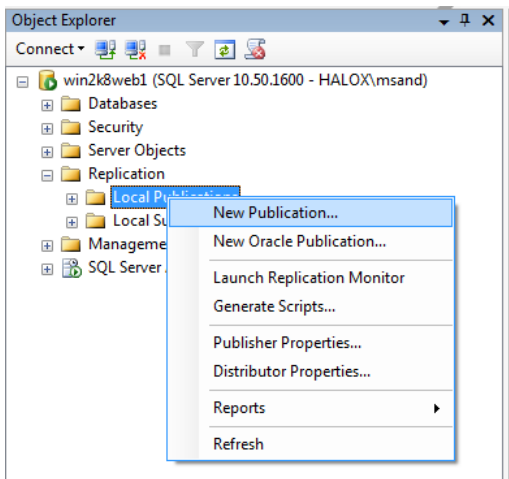 Object Explorer
Connect
win2k8web1 (SQL Server 10.50.1600 - HALOX\msand)
Databases
Security
Server Objects
Replication
Local Publications
Local Su
Manageme
SQL Server
New Publication...
New Oracle Publication...
Launch Replication Monitor
Generate Scripts...
Publisher Properties...
Distributor Properties...
Reports
Refresh